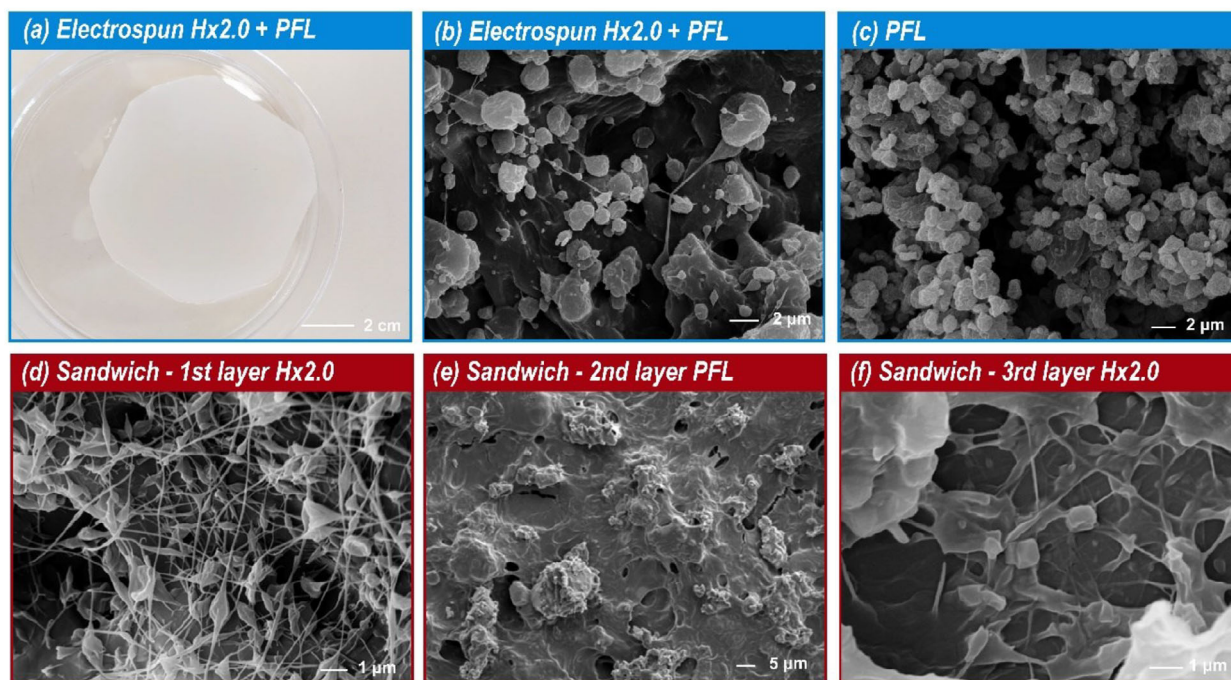 (a) Electrospun Hx2.0 + PFL
(b) Electrospun Hx2.0 + PFL
(c) PFL
2 cm
2 µm
2 µm
(d) Sandwich - 1st layer Hx2.0
(e) Sandwich - 2nd layer PFL
(f) Sandwich - 3rd layer Hx2.0
1 µm
5 µm
1 µm